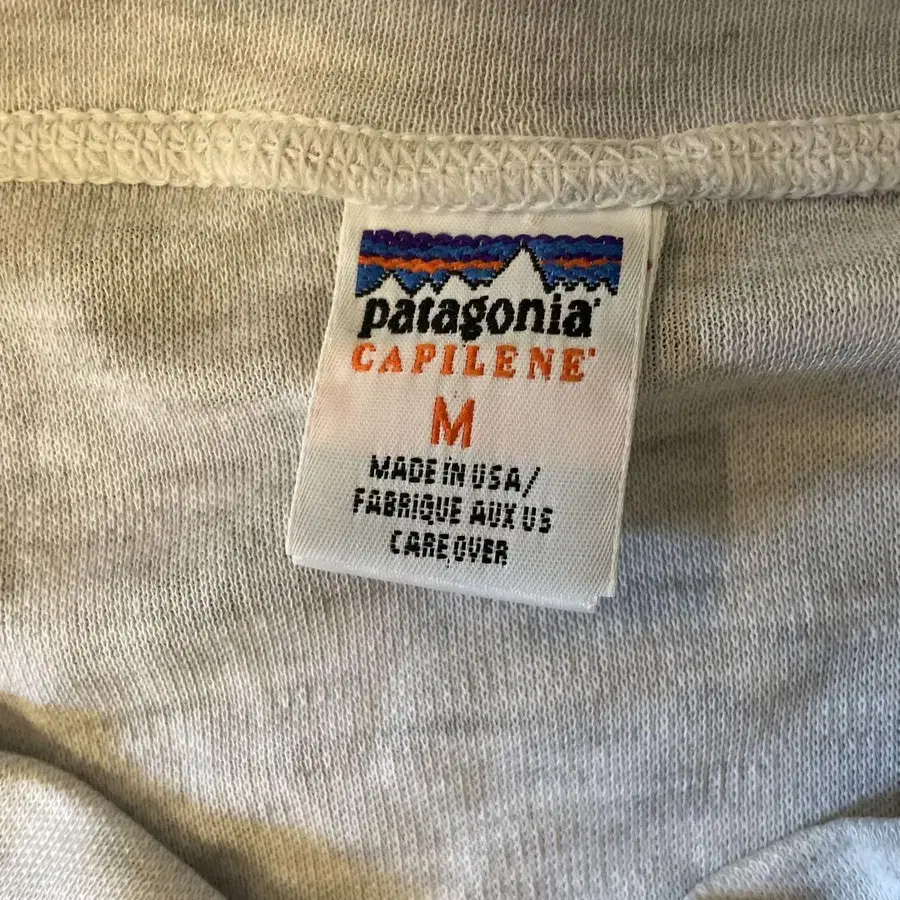 patagonia®
CAPILENE®
M
MADE IN USA/
FABRIQUE AUX US
CARE OVER